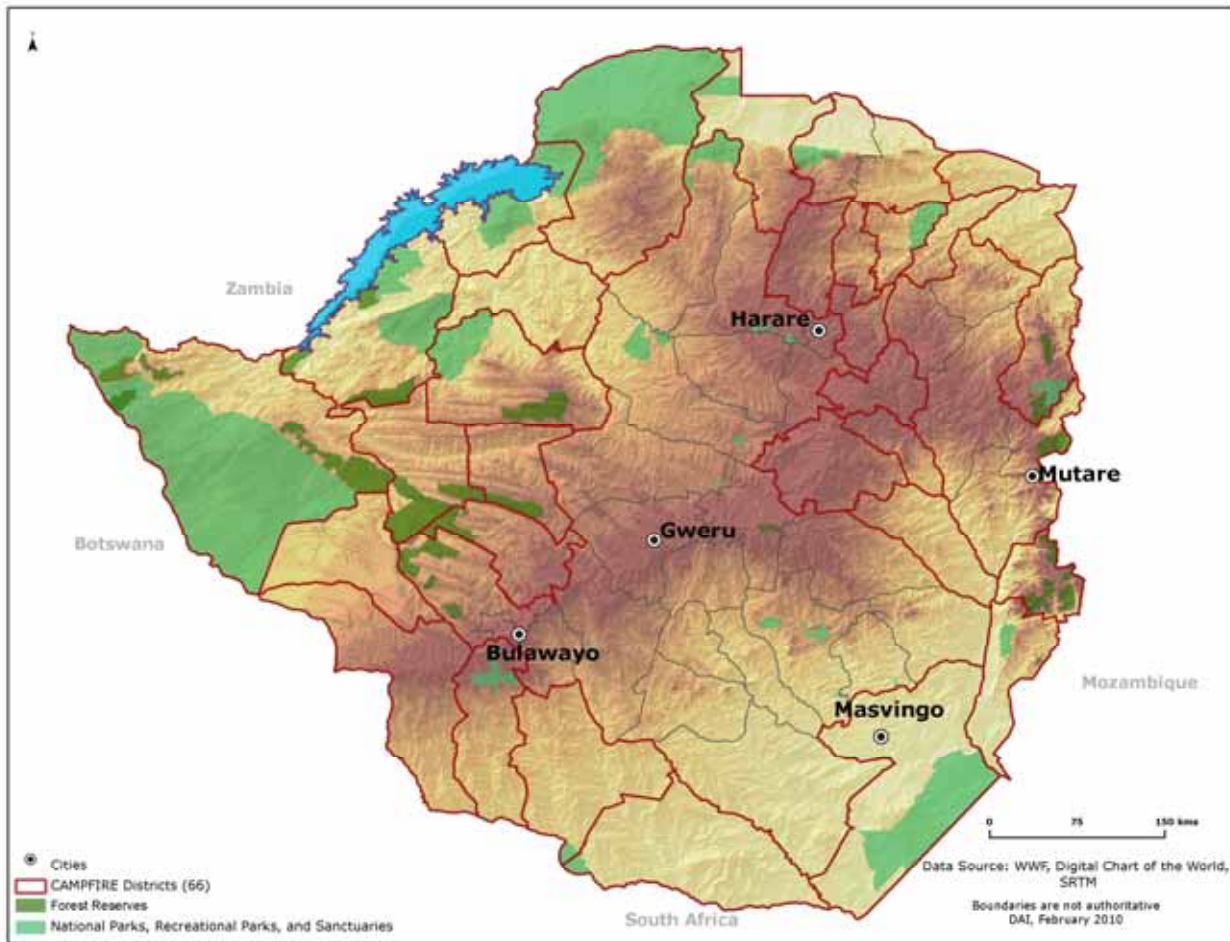 Zambia
Harare
Mutare
Botswana
Gweru
Bulawayo
Mozambique
Masvingo
0 75 150 kms
Cities
CAMPFIRE Districts (66)
Forest Reserves
National Parks, Recreational Parks, and Sanctuaries
South Africa
Data Source: WWF, Digital Chart of the World,
SRTM
Boundaries are not authoritative
DAI, February 2010